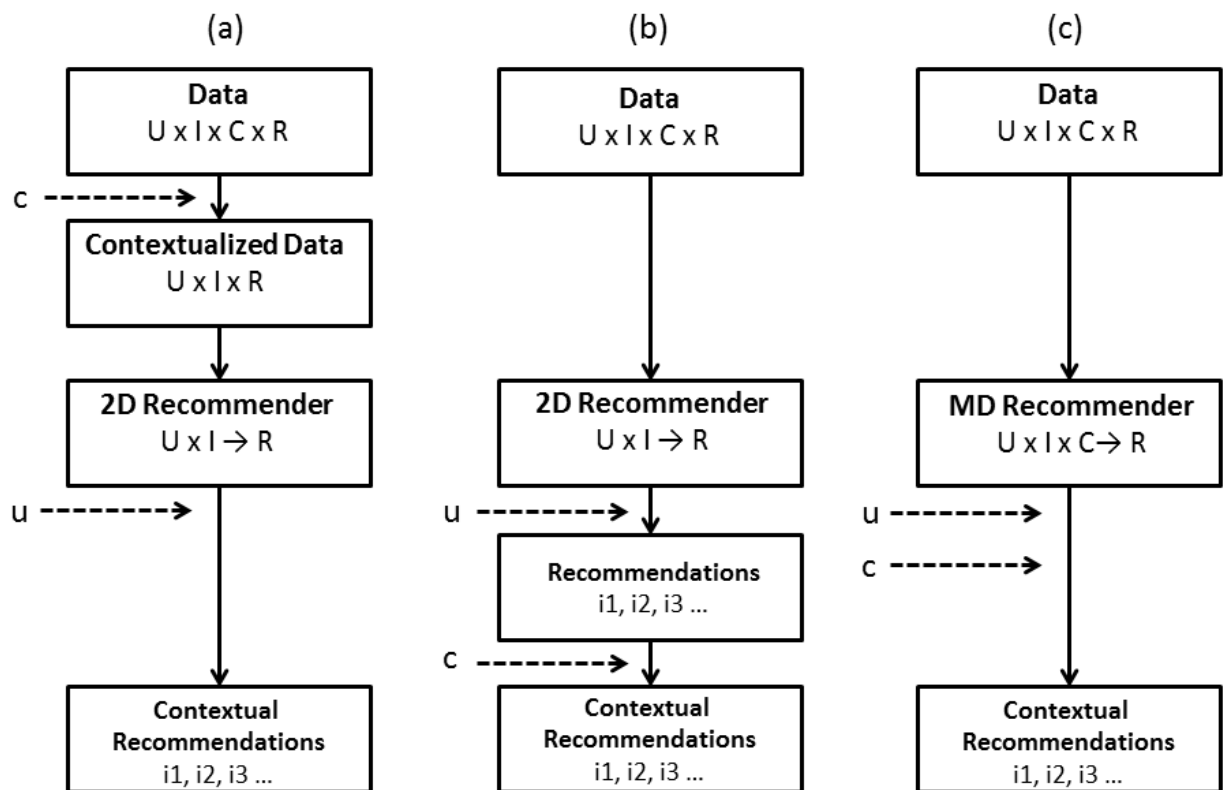 (a)
Data
U x I x C x R
c
Contextualized Data
U x I x R
2D Recommender
U x I → R
u
Contextual
Recommendations
i1, i2, i3 ...
(b)
Data
U x I x C x R
2D Recommender
U x I → R
u
Recommendations
i1, i2, i3 ...
c
Contextual
Recommendations
i1, i2, i3 ...
(c)
Data
U x I x C x R
MD Recommender
U x I x C→ R
u
c
Contextual
Recommendations
i1, i2, i3 ...